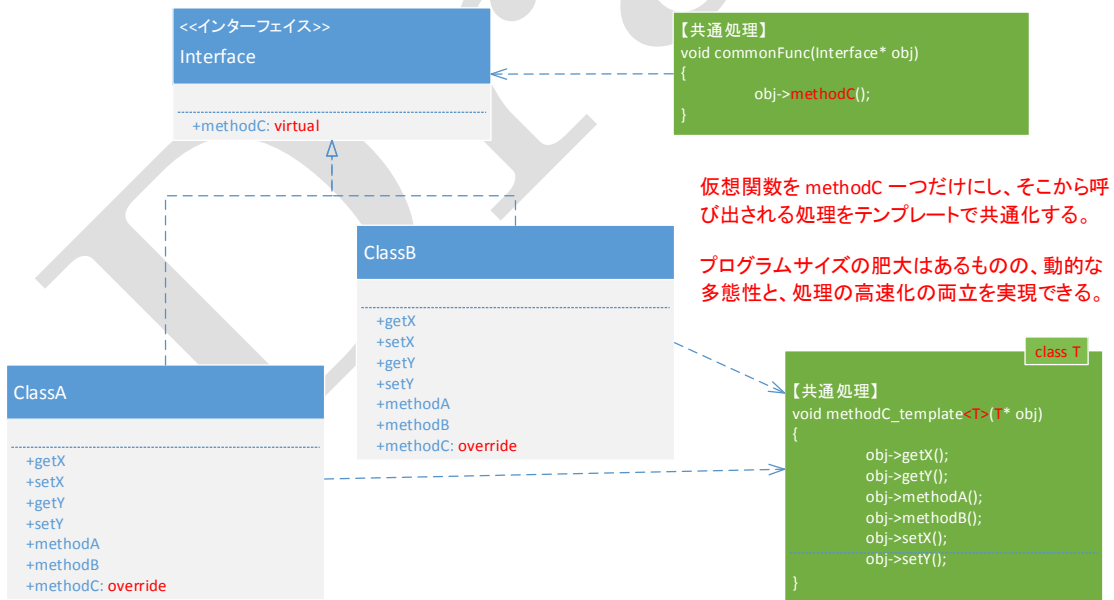 <<インターフェイス>>
Interface
+methodC: virtual
【共通処理】
void commonFunc(Interface* obj)
{
obj->methodC();
}
仮想関数を methodC 一つだけにし、そこから呼
び出される処理をテンプレートで共通化する。
プログラムサイズの肥大はあるものの、動的な
多態性と、処理の高速化の両立を実現できる。
ClassB
+getX
+setX
+getY
+setY
+methodA
+methodB
+methodC: override
ClassA
+getX
+setX
+getY
+setY
+methodA
+methodB
+methodC: override
class T
【共通処理】
void methodC_template<T>(T* obj)
{
obj->getX();
obj->getY();
obj->methodA();
obj->methodB();
obj->setX();
obj->setY();
}